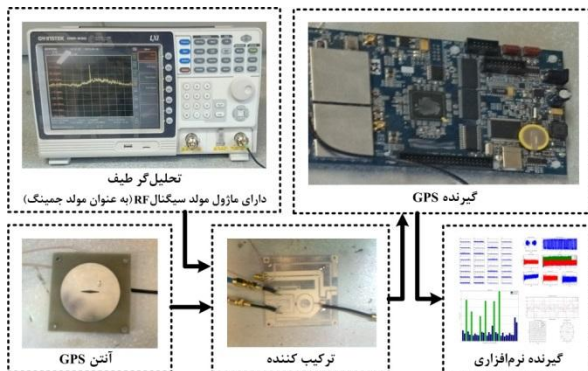 تحلیل‌گر طیف
دارای ماژول مولد سیگنال RF (به عنوان مولد جمینگ)
گیرنده GPS
آنتن GPS
ترکیب کننده
گیرنده نرم‌افزاری